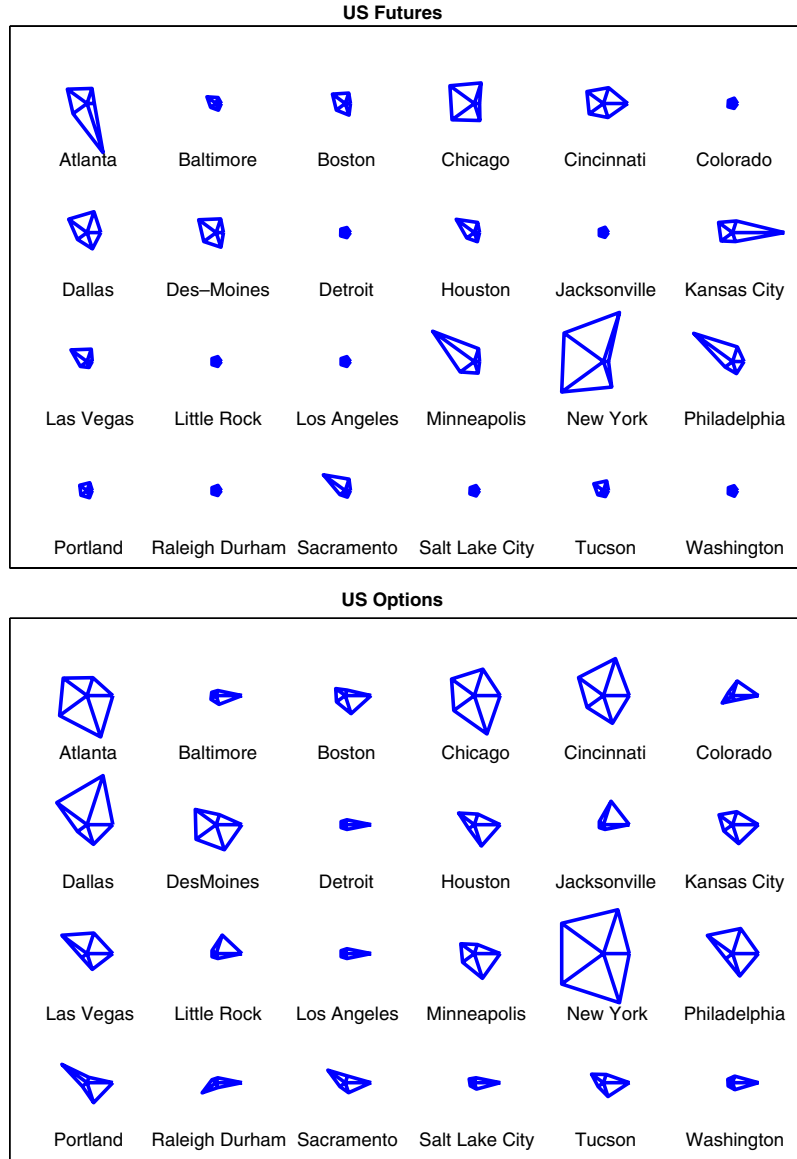 US Futures
Atlanta Baltimore Boston Chicago Cincinnati Colorado
Dallas Des–Moines Detroit Houston Jacksonville Kansas City
Las Vegas Little Rock Los Angeles Minneapolis New York Philadelphia
Portland Raleigh Durham Sacramento Salt Lake City Tucson Washington
US Options
Atlanta Baltimore Boston Chicago Cincinnati Colorado
Dallas DesMoines Detroit Houston Jacksonville Kansas City
Las Vegas Little Rock Los Angeles Minneapolis New York Philadelphia
Portland Raleigh Durham Sacramento Salt Lake City Tucson Washington